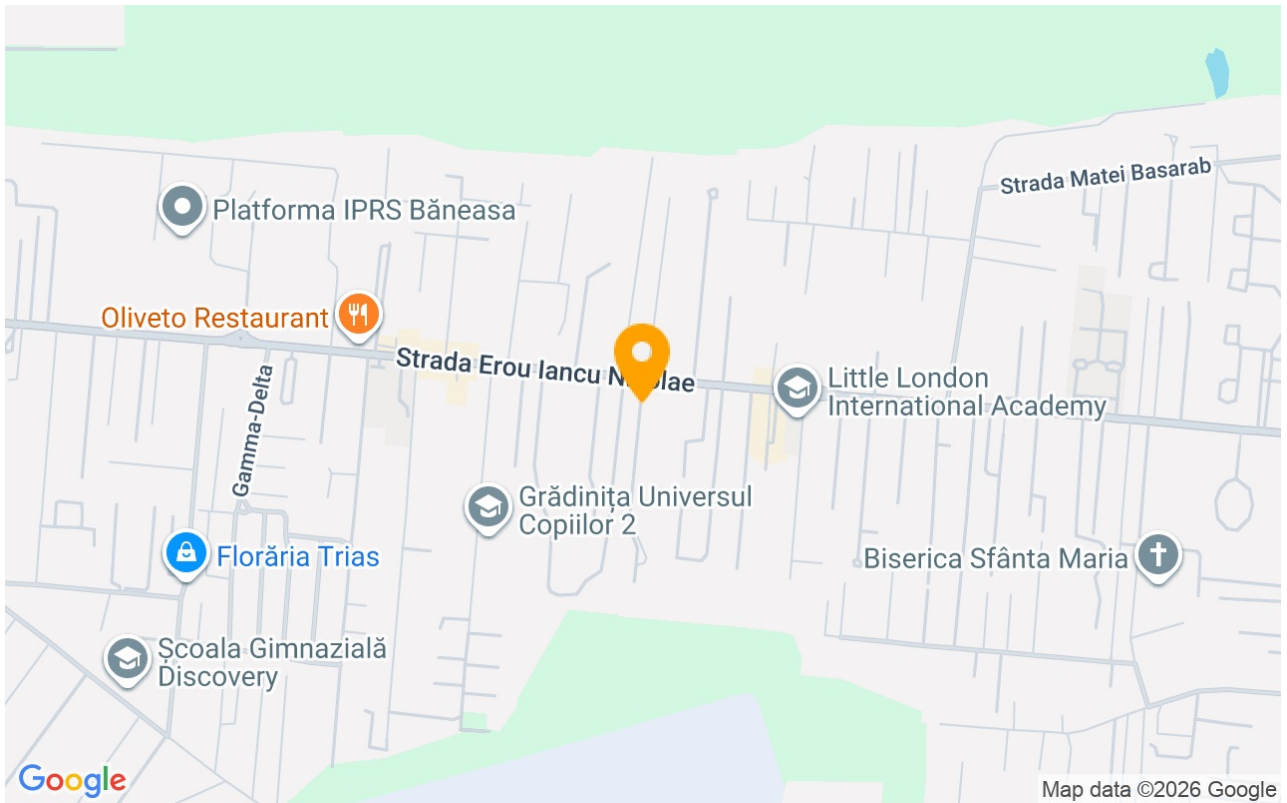 Strada Matei Basarab
Platforma IPRS Băneasa
Oliveto Restaurant
Strada Erou Iancu Nicolae
Little London
International Academy
Gamma-Delta
Grădinița Universul
Copiilor 2
Florăria Trias
Biserica Sfânta Maria
Școala Gimnazială
Discovery
Google
Map data ©2026 Google